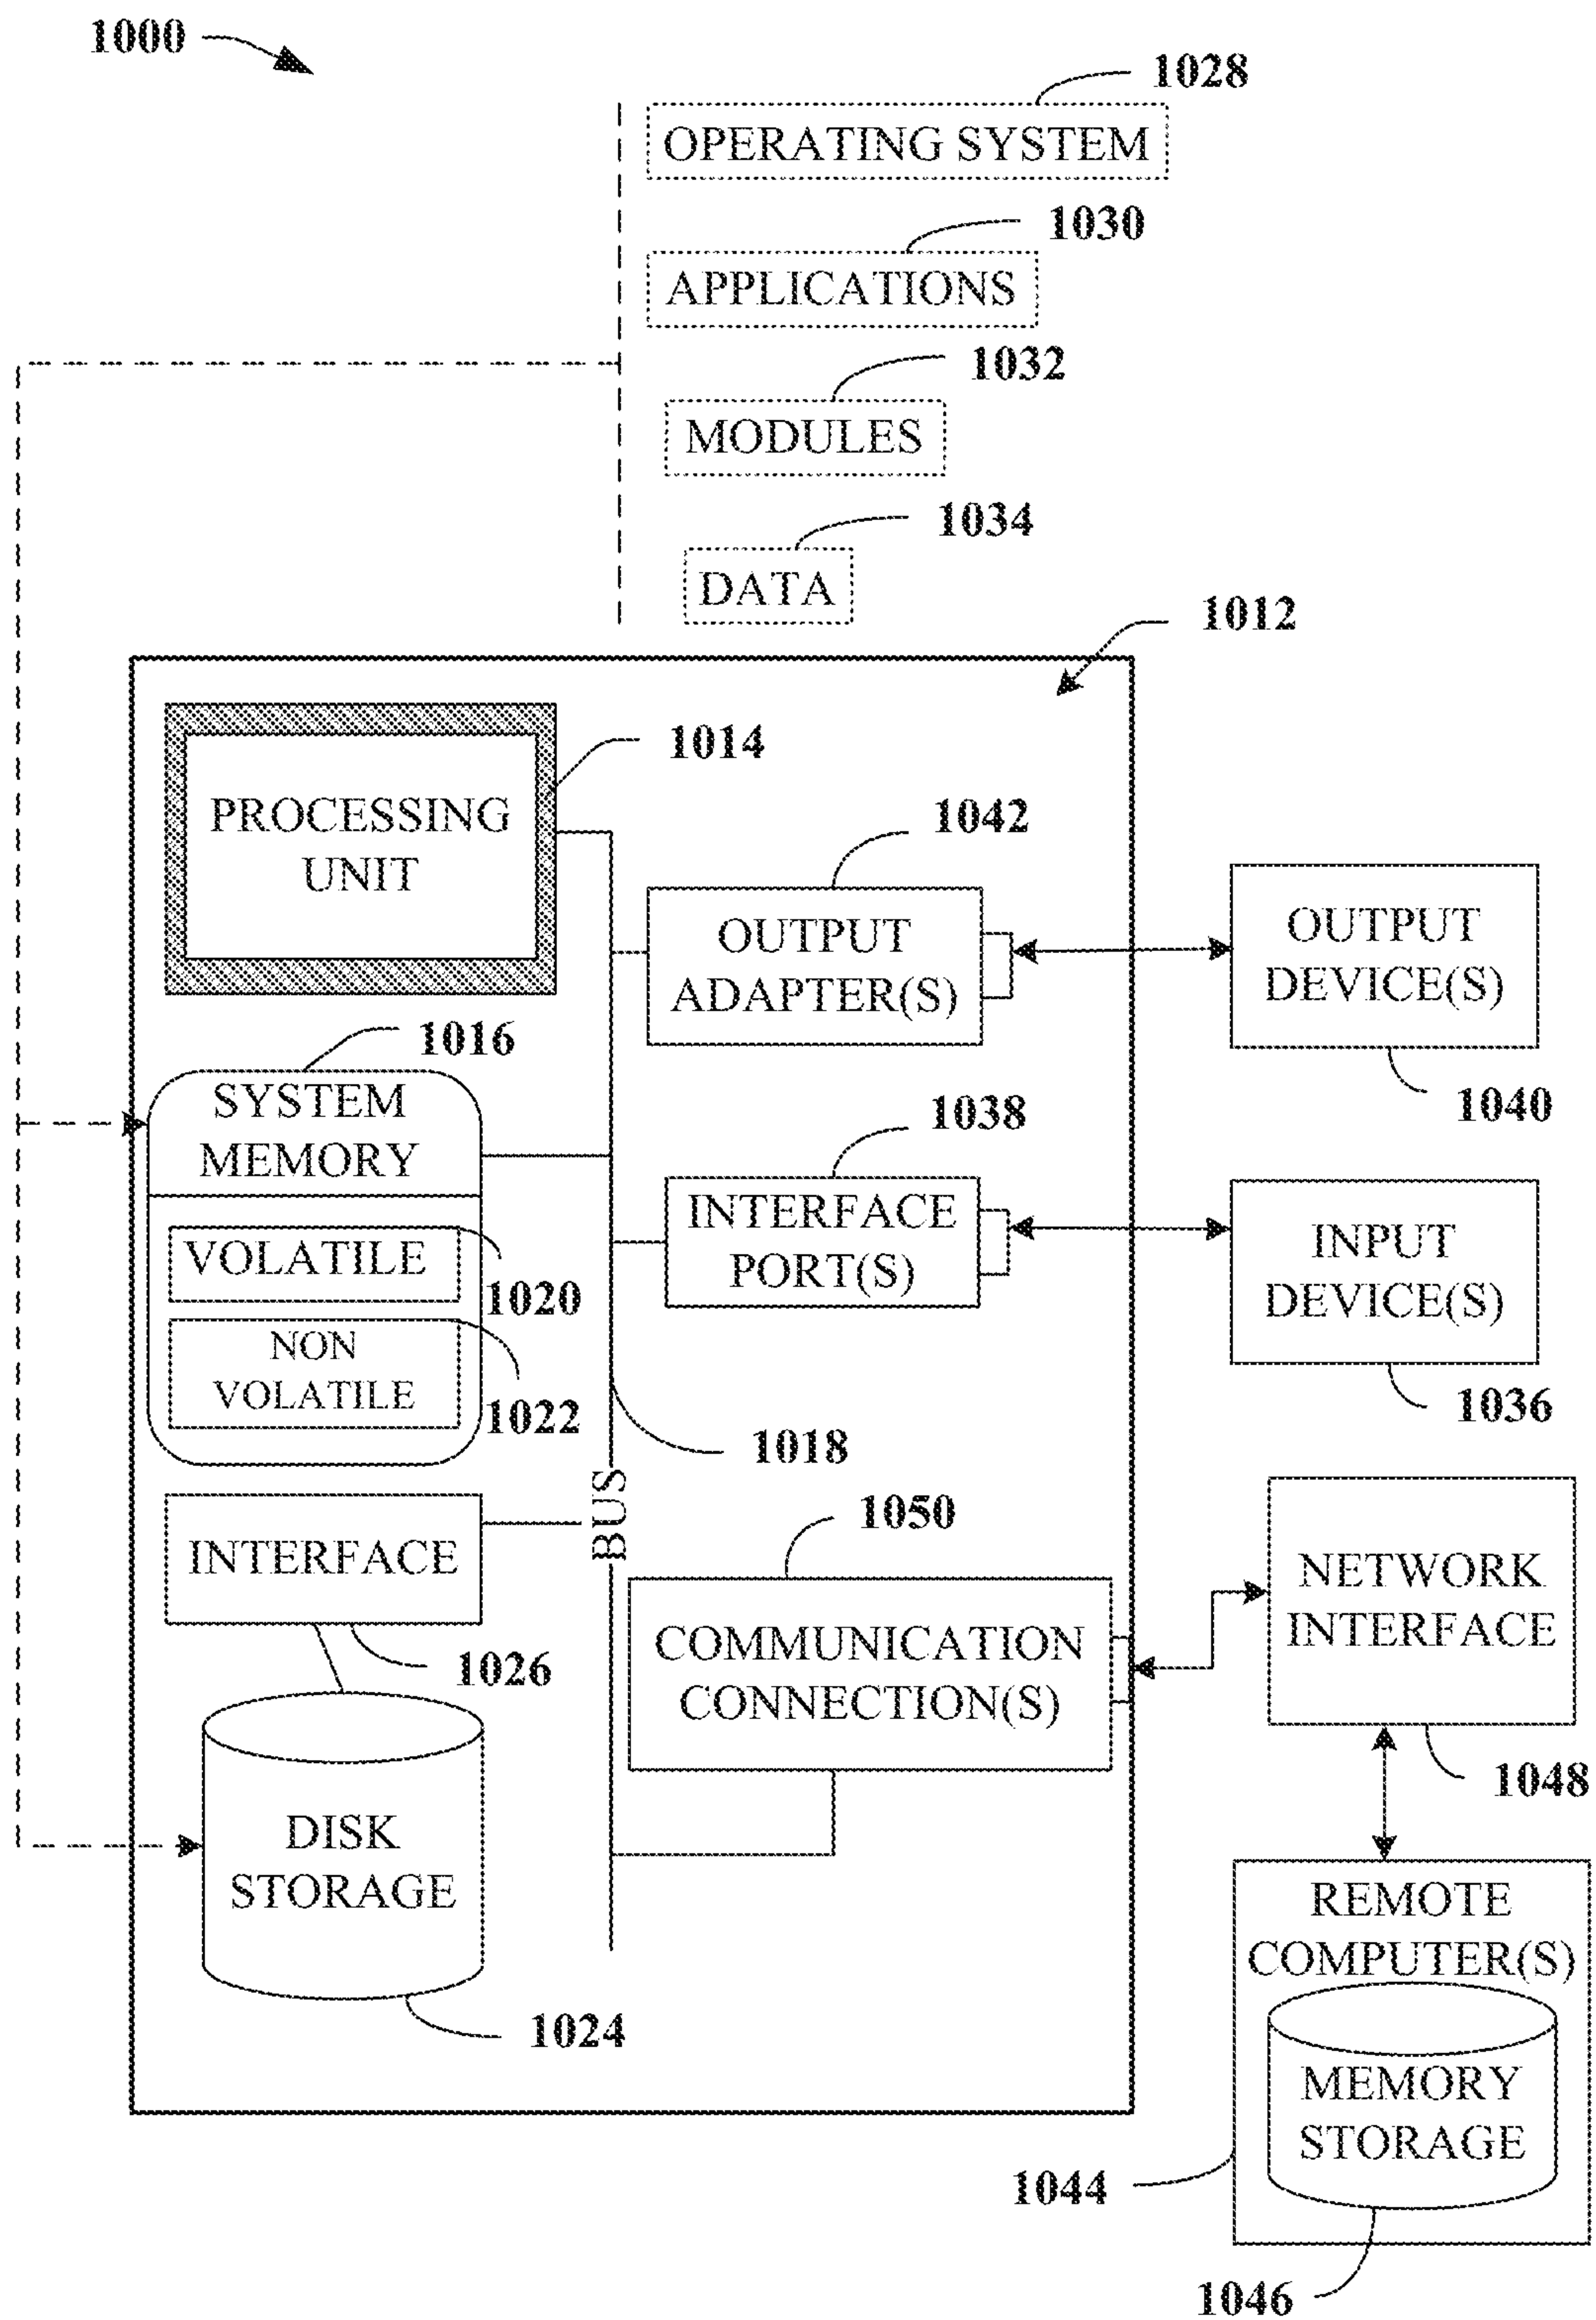 1000
1028
OPERATING SYSTEM
1030
APPLICATIONS
1032
MODULES
1034
DATA
1012
1014
PROCESSING
UNIT
1042
OUTPUT
ADAPTER(S)
OUTPUT
DEVICE(S)
1040
1016
SYSTEM
MEMORY
VOLATILE
1020
NON
VOLATILE
1022
1038
INTERFACE
PORT(S)
INPUT
DEVICE(S)
1036
1018
BUS
INTERFACE
1026
1050
COMMUNICATION
CONNECTION(S)
NETWORK
INTERFACE
1048
DISK
STORAGE
1024
REMOTE
COMPUTER(S)
MEMORY
STORAGE
1044
1046